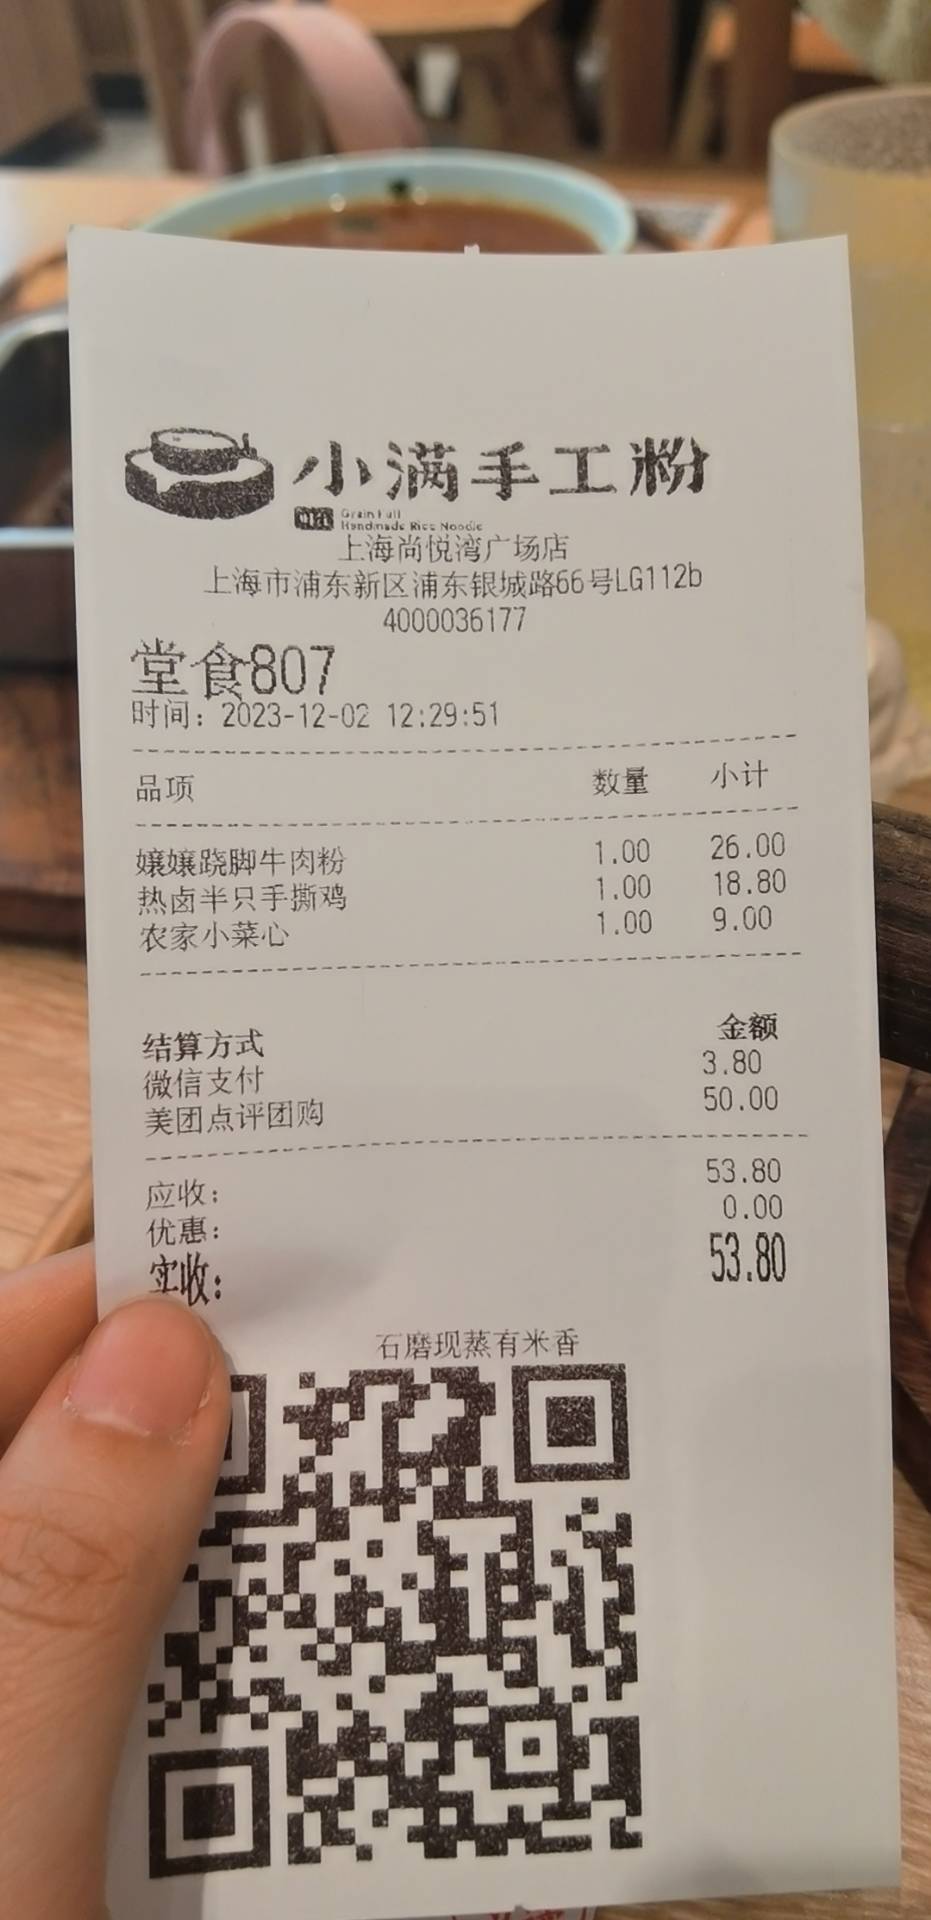 小满手工粉
Grain Full
Handmade Rice Noodle
上海尚悦湾广场店
上海市浦东新区浦东银城路66号LG112b
4000036177
堂食807
时间：2023-12-02 12:29:51
品项 数量 小计
嬢嬢跷脚牛肉粉 1.00 26.00
热卤半只手撕鸡 1.00 18.80
农家小菜心 1.00 9.00
结算方式 金额
微信支付 3.80
美团点评团购 50.00
应收： 53.80
优惠： 0.00
实收： 53.80
石磨现蒸有米香